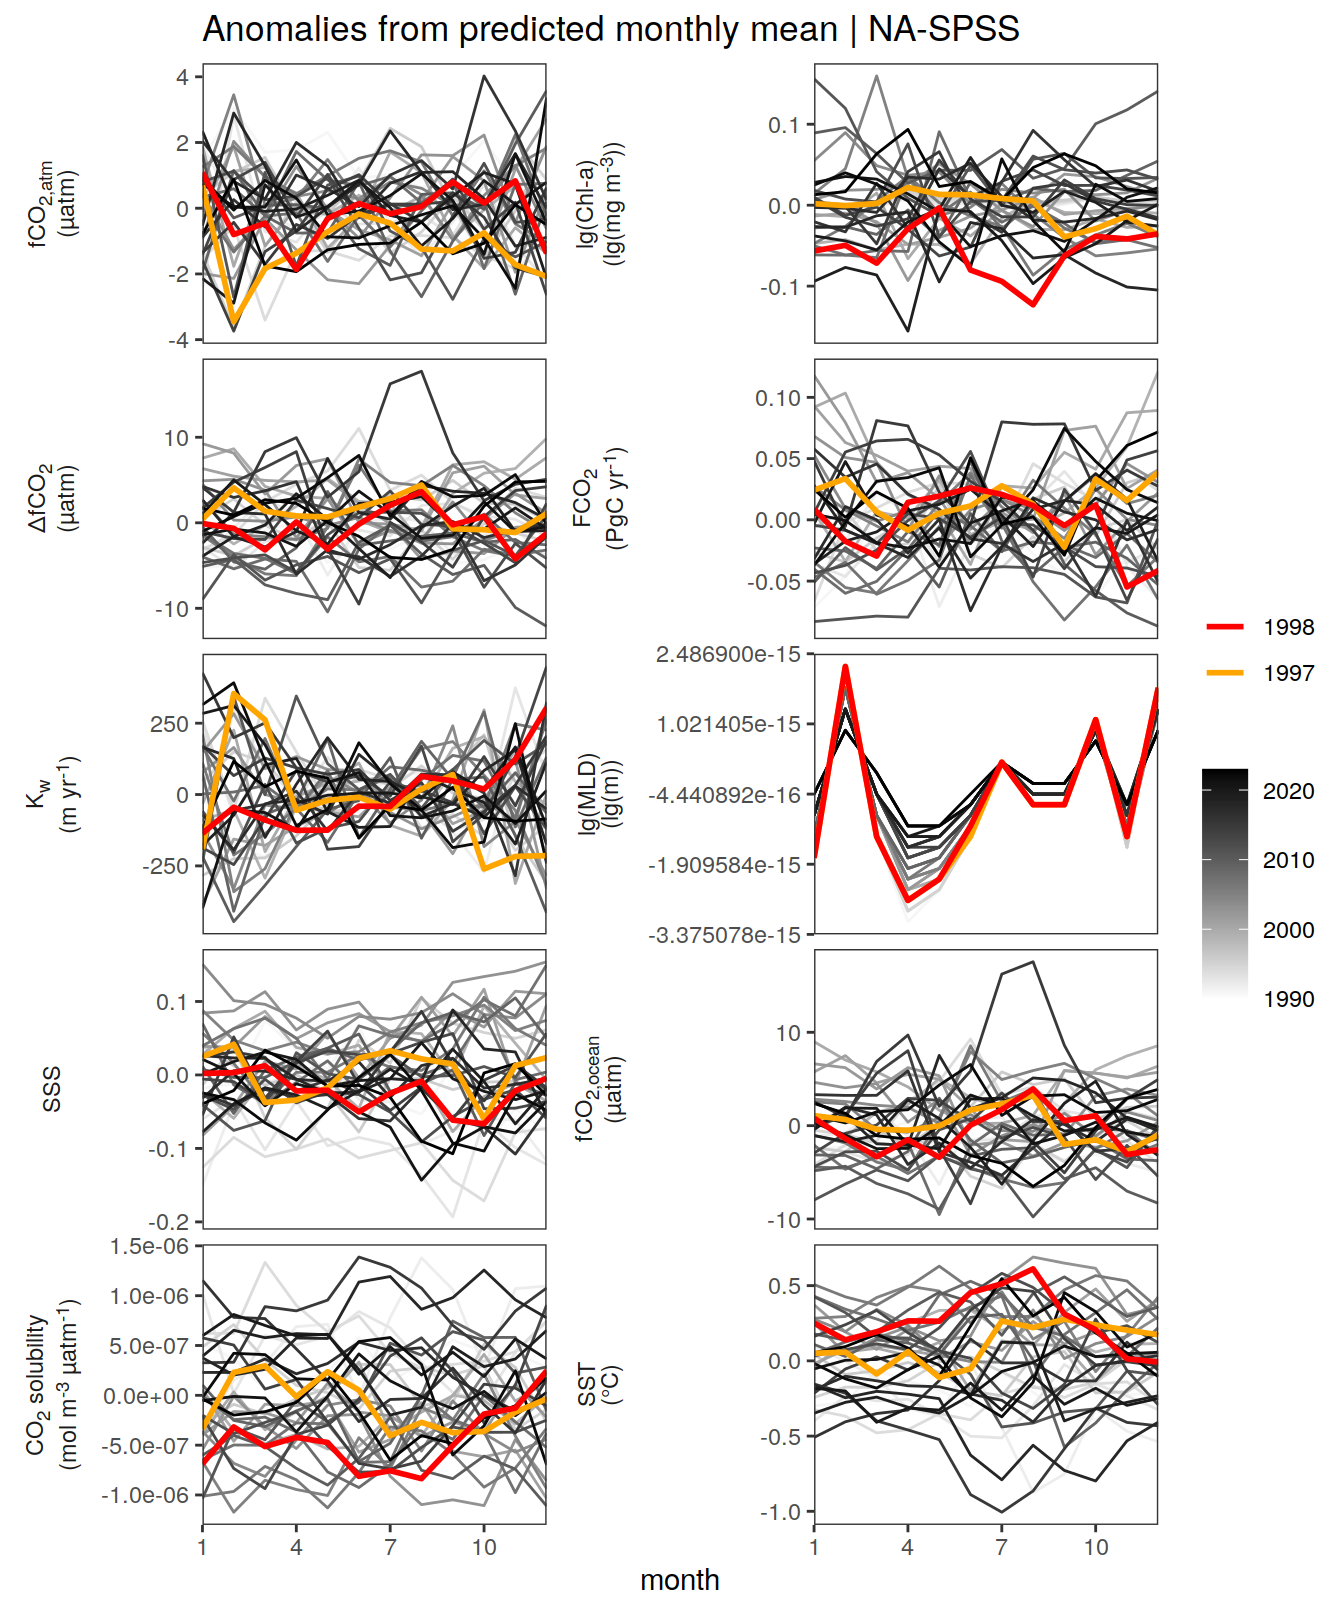 Anomalies from predicted monthly mean | NA-SPSS
fCO2,atm
(µatm)
4
2
0
-2
-4
lg(Chl-a)
(lg(mg m-3))
0.1
0.0
-0.1
ΔfCO2
(µatm)
10
0
-10
FCO2
(PgC yr-1)
0.10
0.05
0.00
-0.05
Kw
(m yr-1)
250
0
-250
lg(MLD)
(lg(m))
2.486900e-15
1.021405e-15
-4.440892e-16
-1.909584e-15
-3.375078e-15
SSS
0.1
0.0
-0.1
-0.2
fCO2,ocean
(µatm)
10
0
-10
CO2 solubility
(mol m-3 µatm-1)
1.5e-06
1.0e-06
5.0e-07
0.0e+00
-5.0e-07
-1.0e-06
SST
(°C)
0.5
0.0
-0.5
-1.0
1 4 7 10
1 4 7 10
month
1998
1997
2020
2010
2000
1990